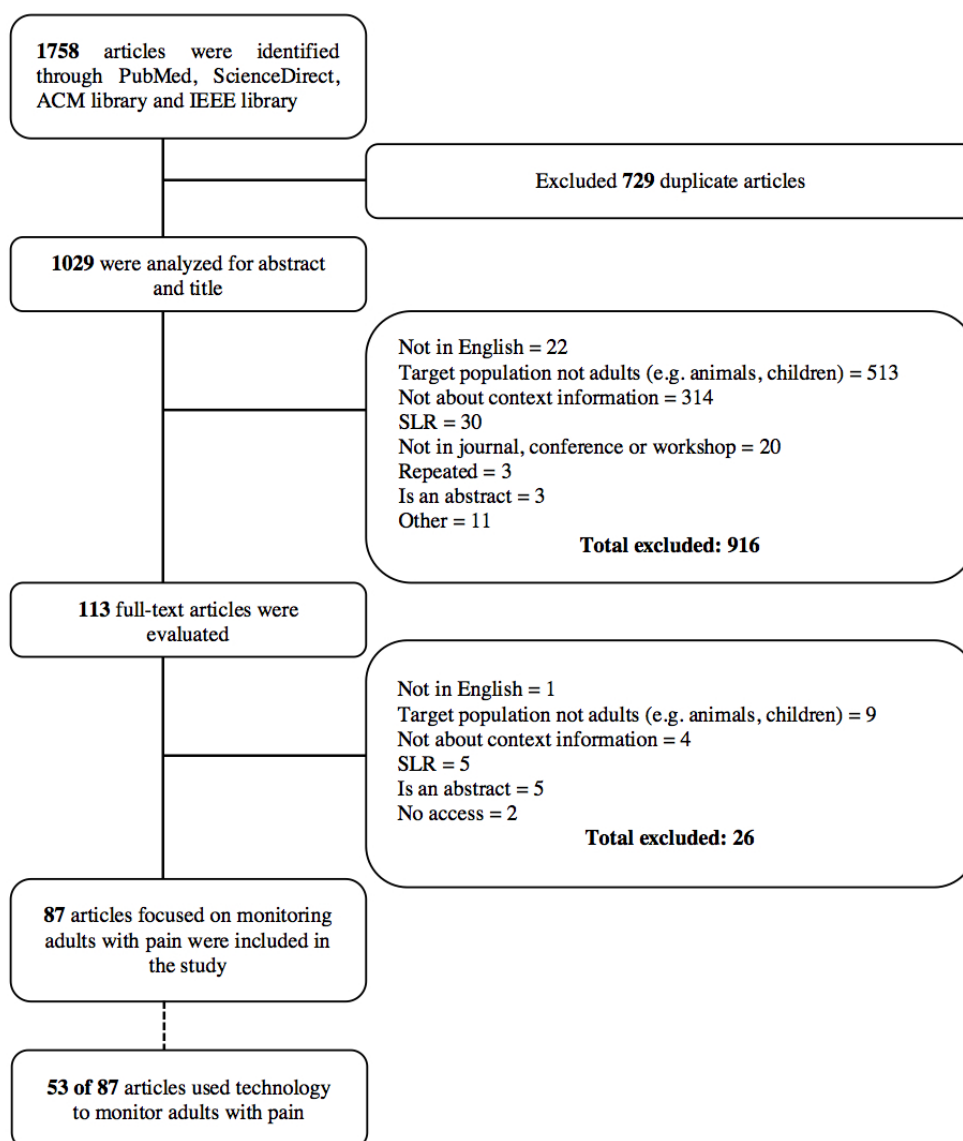 1758 articles were identified
through PubMed, ScienceDirect,
ACM library and IEEE library
Excluded 729 duplicate articles
1029 were analyzed for abstract
and title
Not in English = 22
Target population not adults (e.g. animals, children) = 513
Not about context information = 314
SLR = 30
Not in journal, conference or workshop = 20
Repeated = 3
Is an abstract = 3
Other = 11
Total excluded: 916
113 full-text articles were
evaluated
Not in English = 1
Target population not adults (e.g. animals, children) = 9
Not about context information = 4
SLR = 5
Is an abstract = 5
No access = 2
Total excluded: 26
87 articles focused on monitoring
adults with pain were included in
the study
53 of 87 articles used technology
to monitor adults with pain